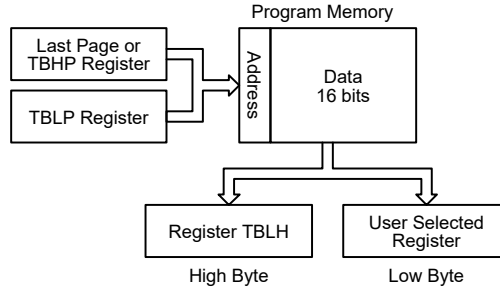 Program Memory
Last Page or
TBHP Register
TBLP Register
Address
Data
16 bits
Register TBLH
User Selected
Register
High Byte
Low Byte